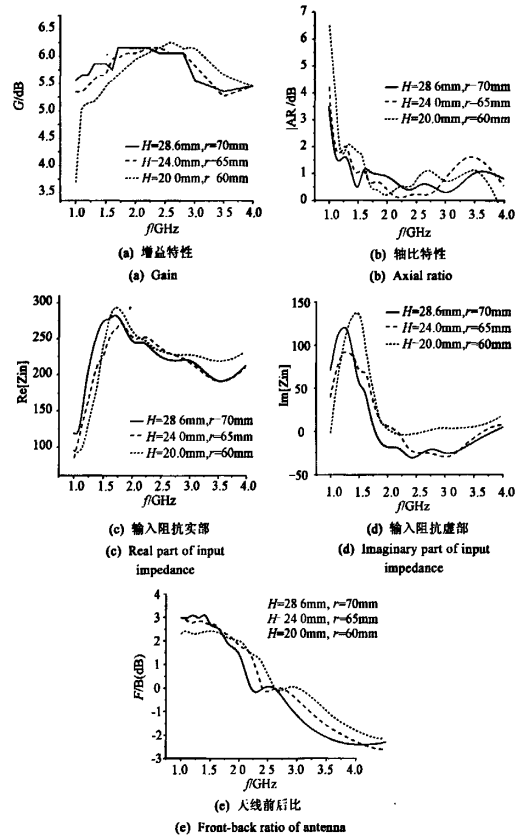 6.5
6.0
5.5
5.0
4.5
4.0
3.5
G/dB
H=28.6mm,r=70mm
H=24.0mm,r=65mm
H=20 0mm,r 60mm
1.0 1.5 2.0 2.5 3.0 3.5 4.0
f/GHz
(a) 增益特性
(a) Gain
7
6
5
4
3
2
1
0
|AR /dB
H=28 6mm,r=70mm
H=24 0mm,r=65mm
H=20.0mm,r=60mm
1.0 1.5 2.0 2.5 3.0 3.5 4.0
f/GHz
(b) 轴比特性
(b) Axial ratio
300
250
200
150
100
Re[Zin]
H=28 6mm,r=70mm
H=24 0mm,r=65mm
H=20.0mm,r=60mm
1.0 1.5 2.0 2.5 3.0 3.5 4.0
f/GHz
(c) 输入阻抗实部
(c) Real part of input
impedance
150
100
50
0
−50
Im[Zin]
H=28.6mm,r=70mm
H=24.0mm,r=65mm
H=20.0mm,r=60mm
1.0 1.5 2.0 2.5 3.0 3.5 4.0
f/GHz
(d) 输入阻抗虚部
(d) Imaginary part of input
impedance
4
3
2
1
0
-1
-2
-3
F/B(dB)
H=28 6mm, r=70mm
H- 24 0mm, r=65mm
H=20 0mm, r=60mm
1.0 1.5 2.0 2.5 3.0 3.5 4.0
f/GHz
(e) 天线前后比
(e) Front-back ratio of antenna